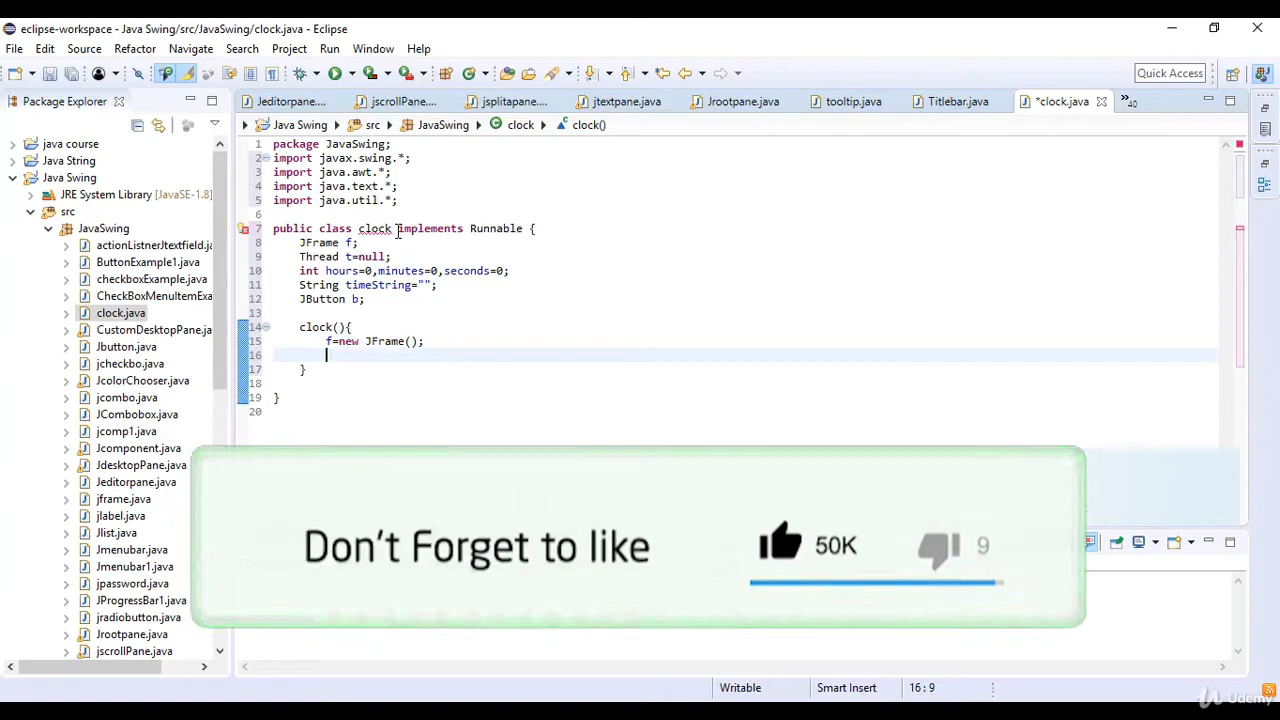 eclipse-workspace - Java Swing/src/JavaSwing/clock.java - Eclipse
File Edit Source Refactor Navigate Search Project Run Window Help
Quick Access
Package Explorer
Jeditorpane....
jscrollPane....
jsplitapane....
jtextpane.java
Jrootpane.java
tooltip.java
Titlebar.java
*clock.java
40
Java Swing src JavaSwing clock clock()
java course
Java String
Java Swing
JRE System Library [JavaSE-1.8]
src
JavaSwing
actionListnerJtextfield.ja
ButtonExample1.java
checkboxExample.java
CheckBoxMenuItemExa
clock.java
CustomDesktopPane.jav
Jbutton.java
jcheckbo.java
JcolorChooser.java
jcombo.java
JCombobox.java
jcomp1.java
Jcomponent.java
JdesktopPane.java
Jeditorpane.java
jframe.java
jlabel.java
Jlist.java
Jmenubar.java
Jmenubar1.java
jpassword.java
JProgressBar1.java
jradiobutton.java
Jrootpane.java
jscrollPane.java
1 package JavaSwing;
2 import javax.swing.*;
3 import java.awt.*;
4 import java.text.*;
5 import java.util.*;
6
7 public class clock implements Runnable {
8 JFrame f;
9 Thread t=null;
10 int hours=0,minutes=0,seconds=0;
11 String timeString="";
12 JButton b;
13
14 clock(){
15 f=new JFrame();
16
17 }
18
19 }
20
Don't Forget to like 50K 9
Writable Smart Insert 16 : 9
Udemy